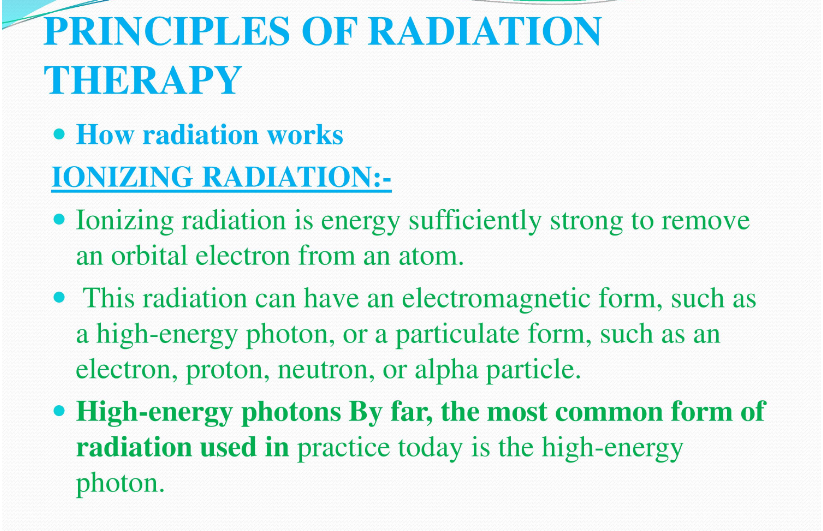 PRINCIPLES OF RADIATION
THERAPY
• How radiation works
IONIZING RADIATION:-
• Ionizing radiation is energy sufficiently strong to remove
an orbital electron from an atom.
• This radiation can have an electromagnetic form, such as
a high-energy photon, or a particulate form, such as an
electron, proton, neutron, or alpha particle.
• High-energy photons By far, the most common form of
radiation used in practice today is the high-energy
photon.